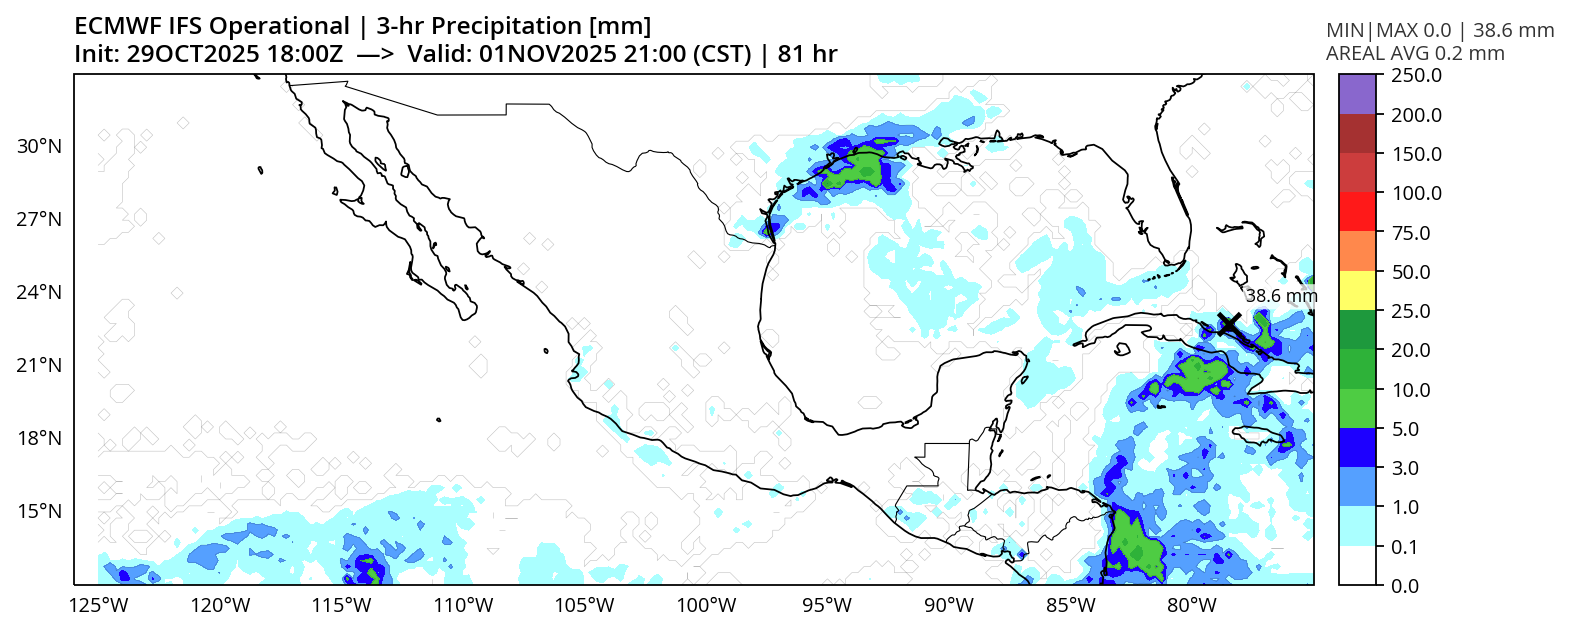 ECMWF IFS Operational | 3-hr Precipitation [mm]
Init: 29OCT2025 18:00Z —> Valid: 01NOV2025 21:00 (CST) | 81 hr
MIN|MAX 0.0 | 38.6 mm
AREAL AVG 0.2 mm
30°N
27°N
24°N
21°N
18°N
15°N
38.6 mm
125°W 120°W 115°W 110°W 105°W 100°W 95°W 90°W 85°W 80°W
250.0
200.0
150.0
100.0
75.0
50.0
25.0
20.0
10.0
5.0
3.0
1.0
0.1
0.0